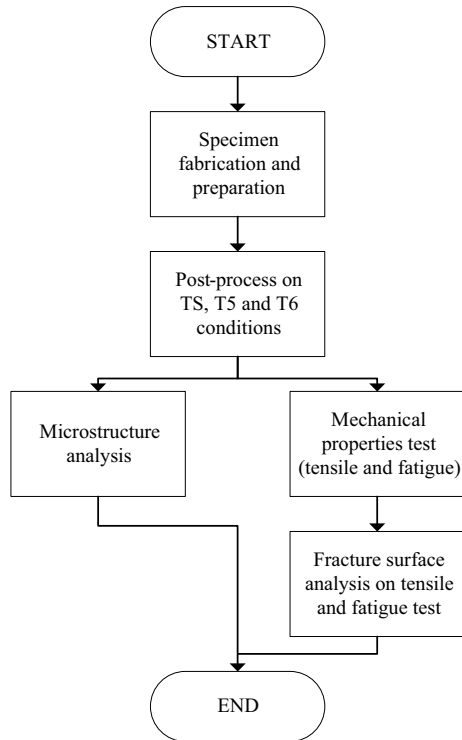 START
Specimen
fabrication and
preparation
Post-process on
TS, T5 and T6
conditions
Microstructure
analysis
Mechanical
properties test
(tensile and fatigue)
Fracture surface
analysis on tensile
and fatigue test
END